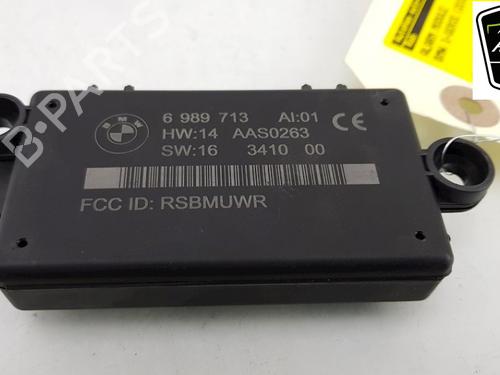 BMW
6 989 713 AI:01
HW:14 AAS0263 CE
SW:16 3410 00
FCC ID: RSBMUWR
B-PARTS